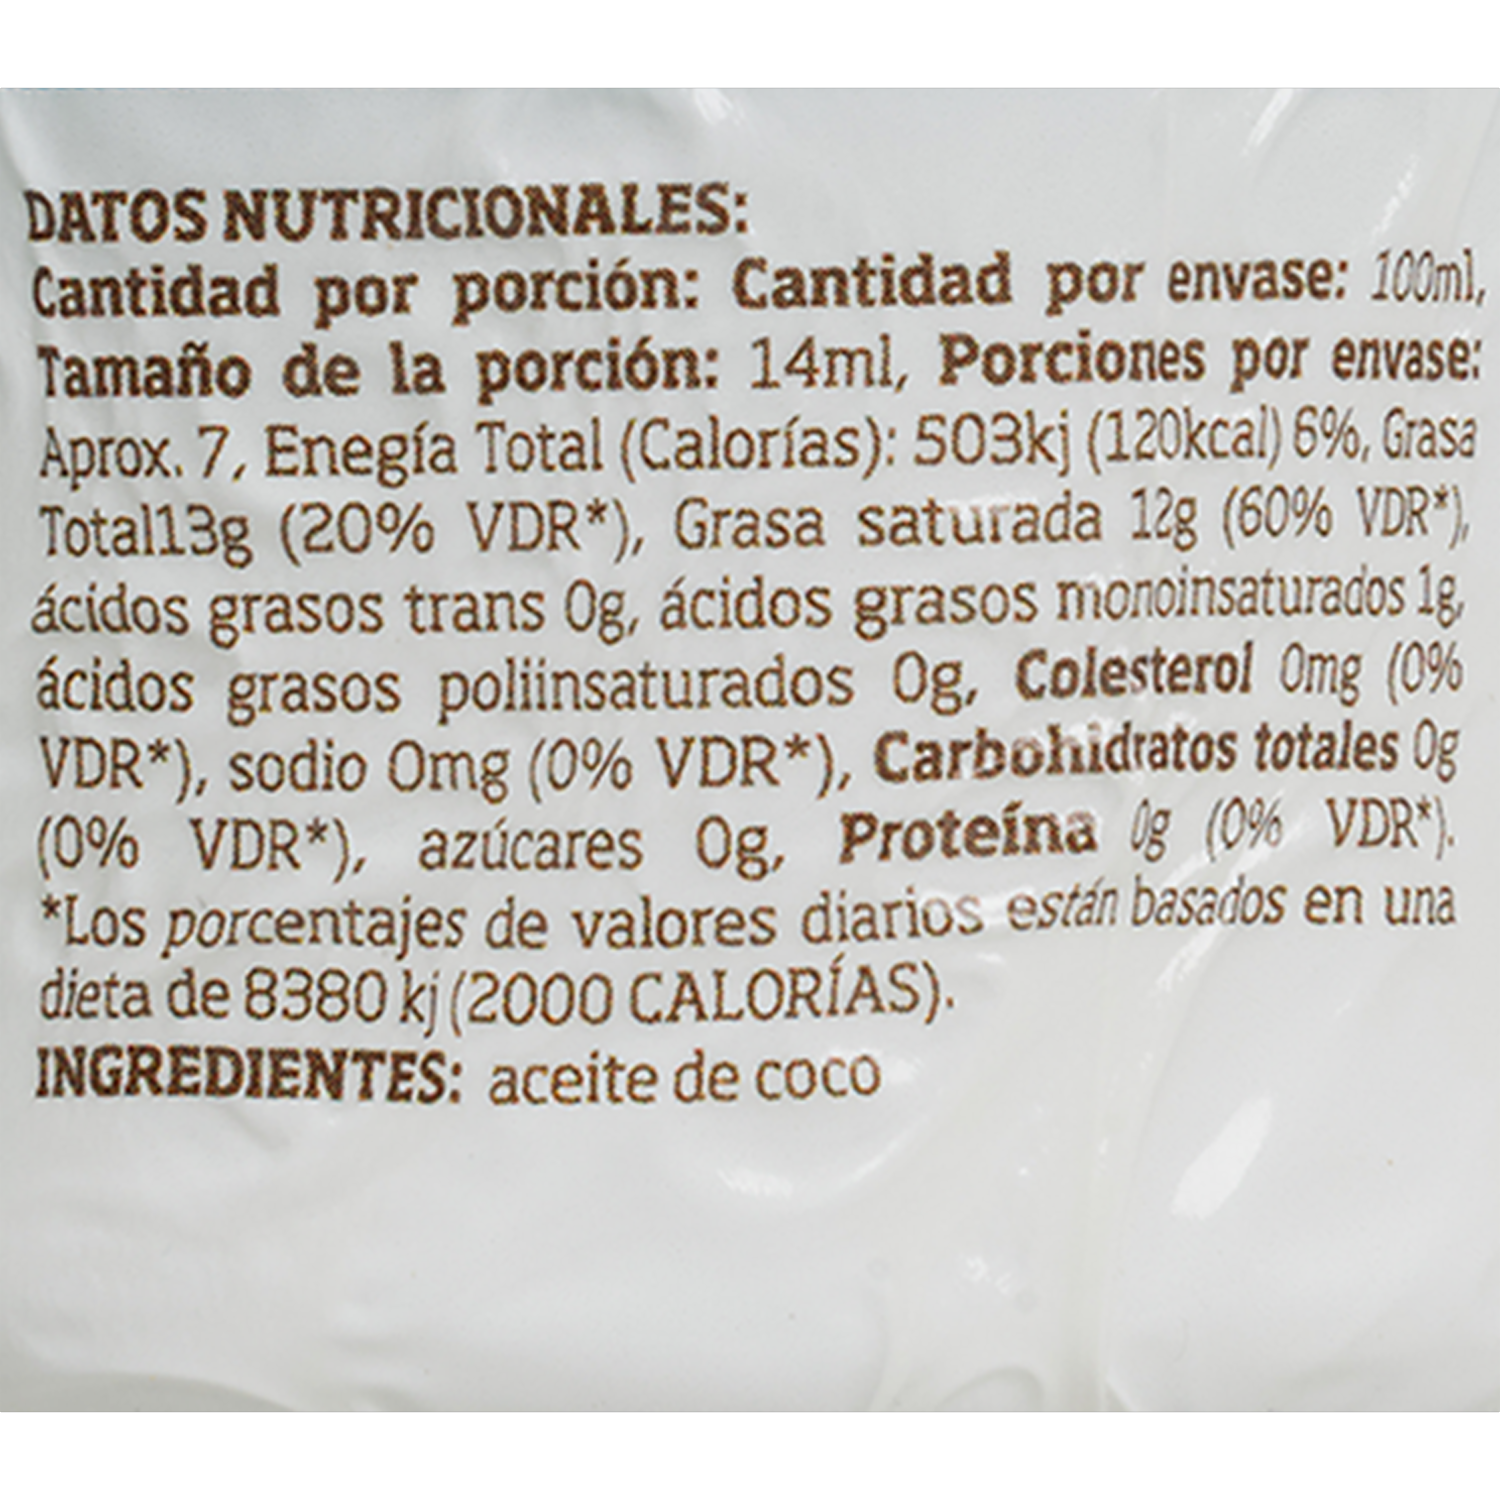 DATOS NUTRICIONALES:
Cantidad por porción: Cantidad por envase: 100ml,
Tamaño de la porción: 14ml, Porciones por envase:
Aprox. 7, Enegía Total (Calorías): 503kj (120kcal) 6%, Grasa
Total13g (20% VDR*), Grasa saturada 12g (60% VDR*),
ácidos grasos trans 0g, ácidos grasos monoinsaturados 1g,
ácidos grasos poliinsaturados 0g, Colesterol 0mg (0%
VDR*), sodio 0mg (0% VDR*), Carbohidratos totales 0g
(0% VDR*), azúcares 0g, Proteína 0g (0% VDR*).
*Los porcentajes de valores diarios están basados en una
dieta de 8380 kj (2000 CALORÍAS).
INGREDIENTES: aceite de coco